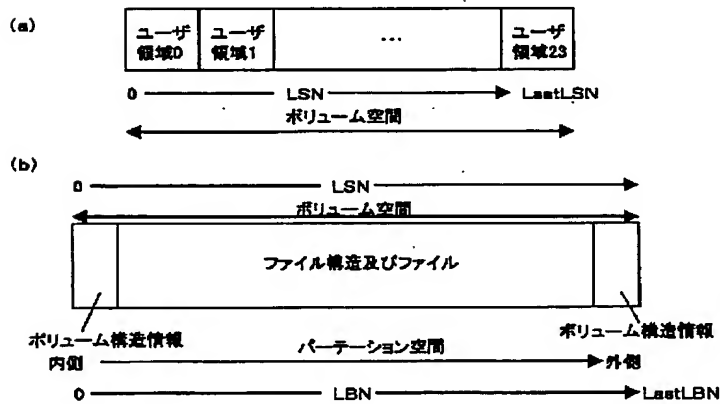 (a)
ユーザ
領域0
ユーザ
領域1
...
ユーザ
領域23
0 LSN LastLSN
ボリューム空間
(b)
0 LSN
ボリューム空間
ファイル構造及びファイル
ボリューム構造情報
ボリューム構造情報
内側 パーテーション空間 外側
0 LBN LastLBN